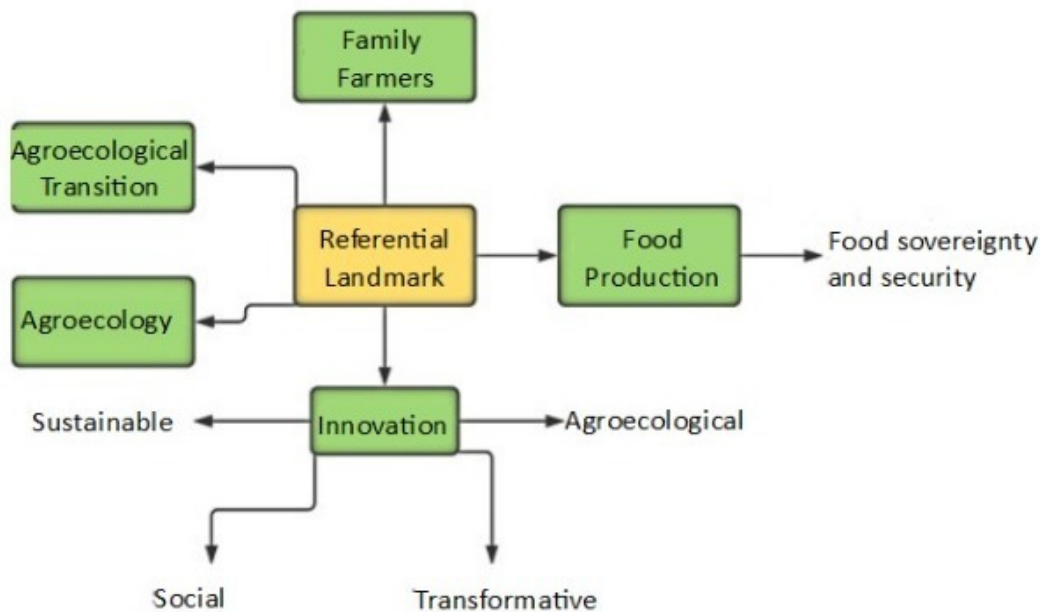 Family
Farmers
Agroecological
Transition
Referential
Landmark
Food
Production
Food sovereignty
and security
Agroecology
Sustainable
Innovation
Agroecological
Social
Transformative